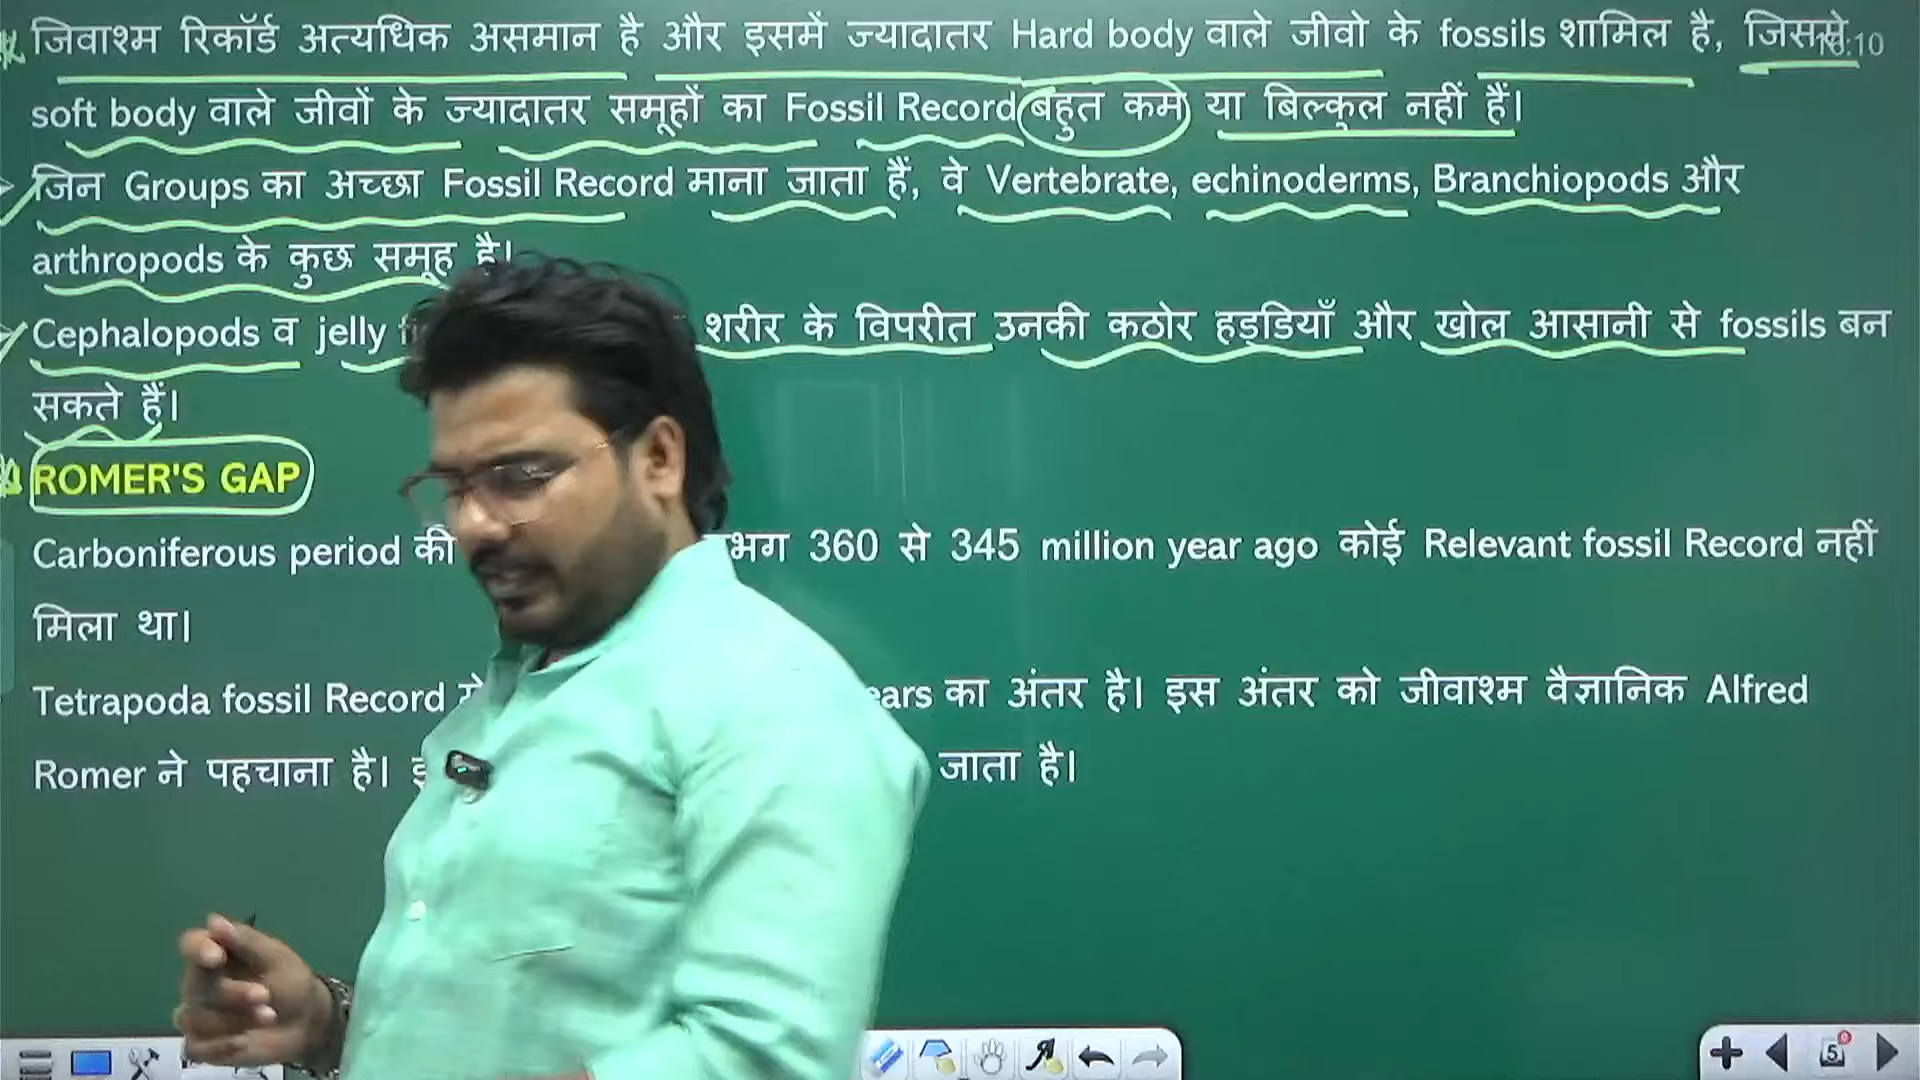 जिवाश्म रिकॉर्ड अत्यधिक असमान है और इसमें ज्यादातर Hard body वाले जीवो के fossils शामिल है, जिससे
soft body वाले जीवों के ज्यादातर समूहों का Fossil Record बहुत कम या बिल्कुल नहीं हैं।
जिन Groups का अच्छा Fossil Record माना जाता हैं, वे Vertebrate, echinoderms, Branchiopods और
arthropods के कुछ समूह है।
Cephalopods व jelly शरीर के विपरीत उनकी कठोर हड्डियाँ और खोल आसानी से fossils बन
सकते हैं।
ROMER'S GAP
Carboniferous period की 360 से 345 million year ago कोई Relevant fossil Record नहीं
मिला था।
Tetrapoda fossil Record का अंतर है। इस अंतर को जीवाश्म वैज्ञानिक Alfred
Romer ने पहचाना है। जाता है।